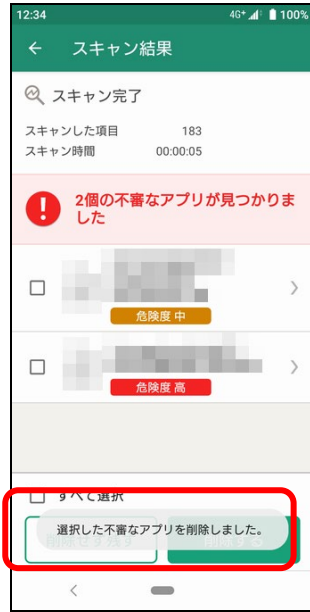 12:34 4G+ 100%
スキャン結果
スキャン完了
スキャンした項目 183
スキャン時間 00:00:05
2個の不審なアプリが見つかりま
した
危険度 中
危険度 高
すべて選択
選択した不審なアプリを削除しました。